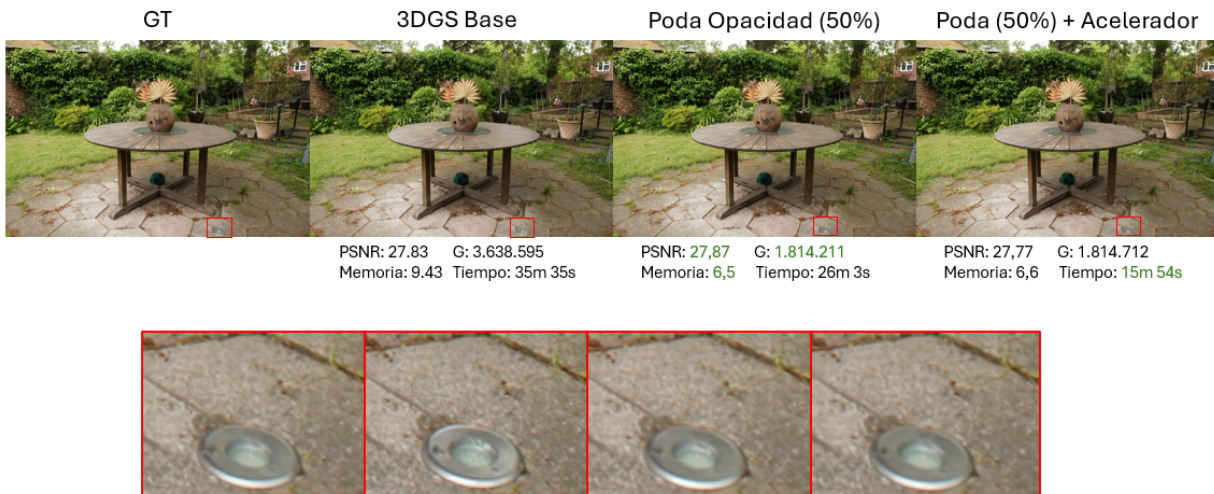 GT
3DGS Base
Poda Opacidad (50%)
Poda (50%) + Acelerador
PSNR: 27.83 G: 3.638.595
Memoria: 9.43 Tiempo: 35m 35s
PSNR: 27,87 G: 1.814.211
Memoria: 6,5 Tiempo: 26m 3s
PSNR: 27,77 G: 1.814.712
Memoria: 6,6 Tiempo: 15m 54s